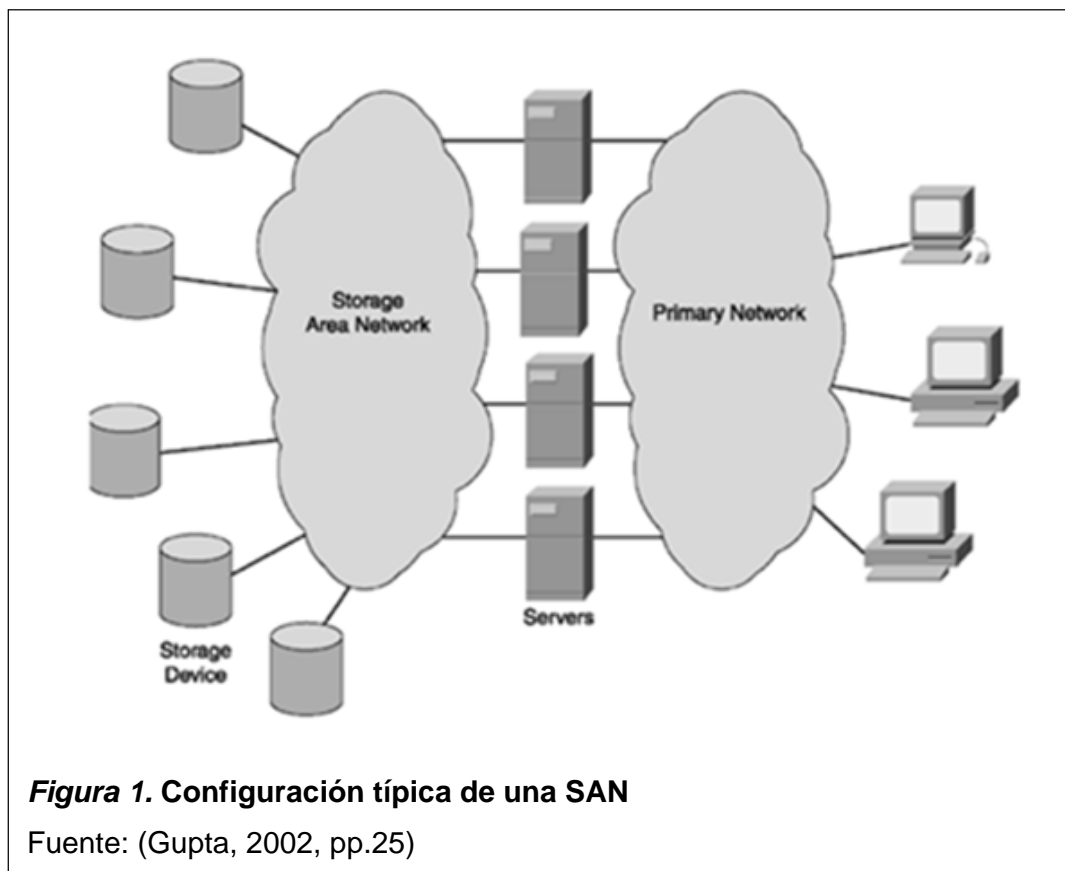 Storage
Area Network
Primary Network
Servers
Storage
Device
Figura 1. Configuración típica de una SAN
Fuente: (Gupta, 2002, pp.25)